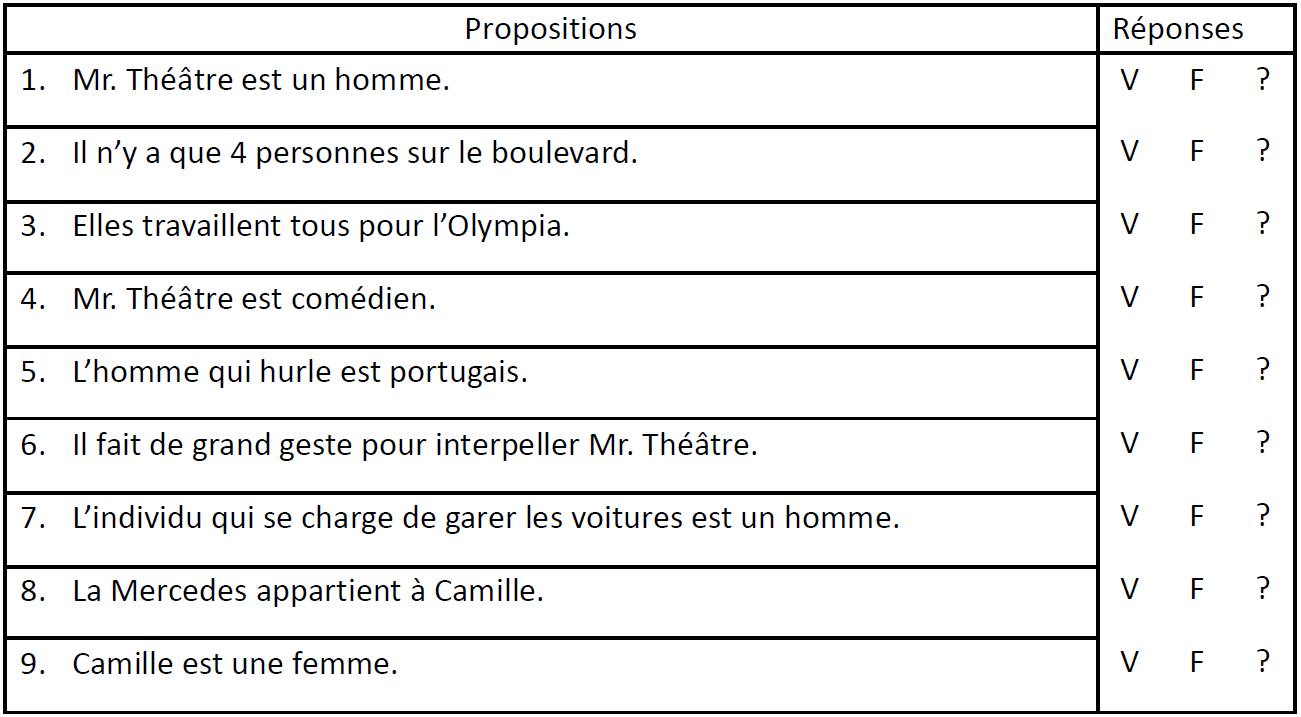 Propositions Réponses
1. Mr. Théâtre est un homme. V F ?
2. Il n’y a que 4 personnes sur le boulevard. V F ?
3. Elles travaillent tous pour l’Olympia. V F ?
4. Mr. Théâtre est comédien. V F ?
5. L’homme qui hurle est portugais. V F ?
6. Il fait de grand geste pour interpeller Mr. Théâtre. V F ?
7. L’individu qui se charge de garer les voitures est un homme. V F ?
8. La Mercedes appartient à Camille. V F ?
9. Camille est une femme. V F ?